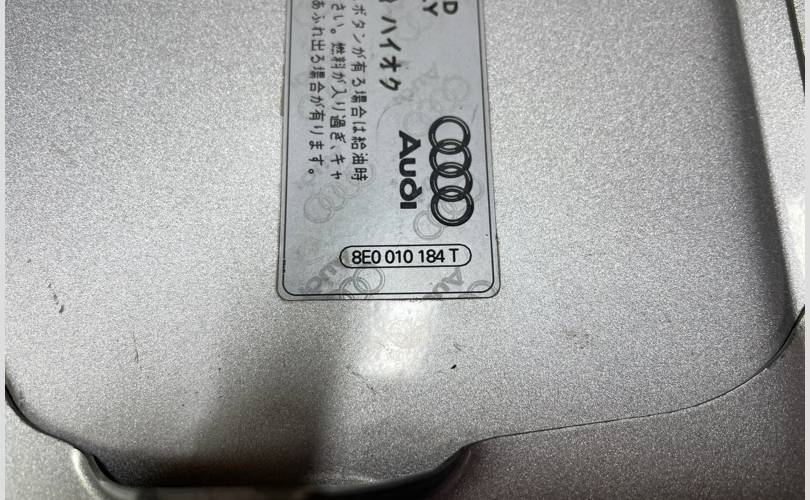 D
Y
ハイオク
ボタンが有る場合は給油時
さい。燃料が入り過ぎ、キャ
あふれ出る場合が有ります。
Audi
8E0 010 184 T